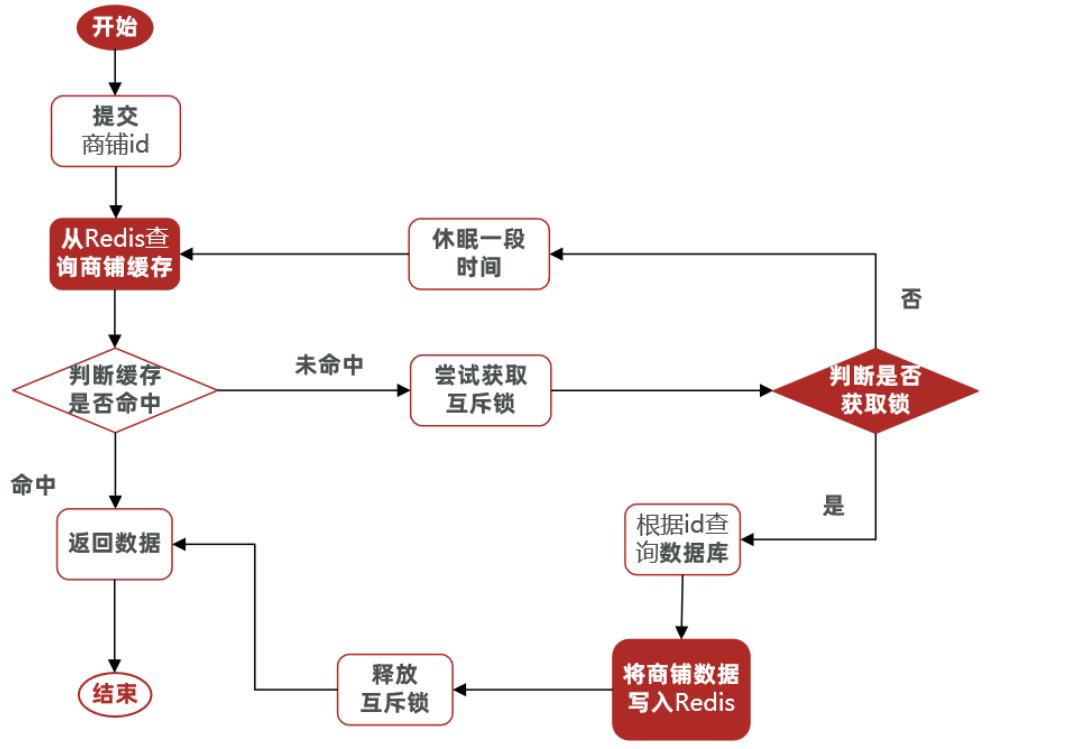 开始
提交
商铺id
从Redis查
询商铺缓存
休眠一段
时间
否
判断缓存
是否命中
未命中
尝试获取
互斥锁
判断是否
获取锁
命中
是
返回数据
根据id查
询数据库
将商铺数据
写入Redis
释放
互斥锁
结束